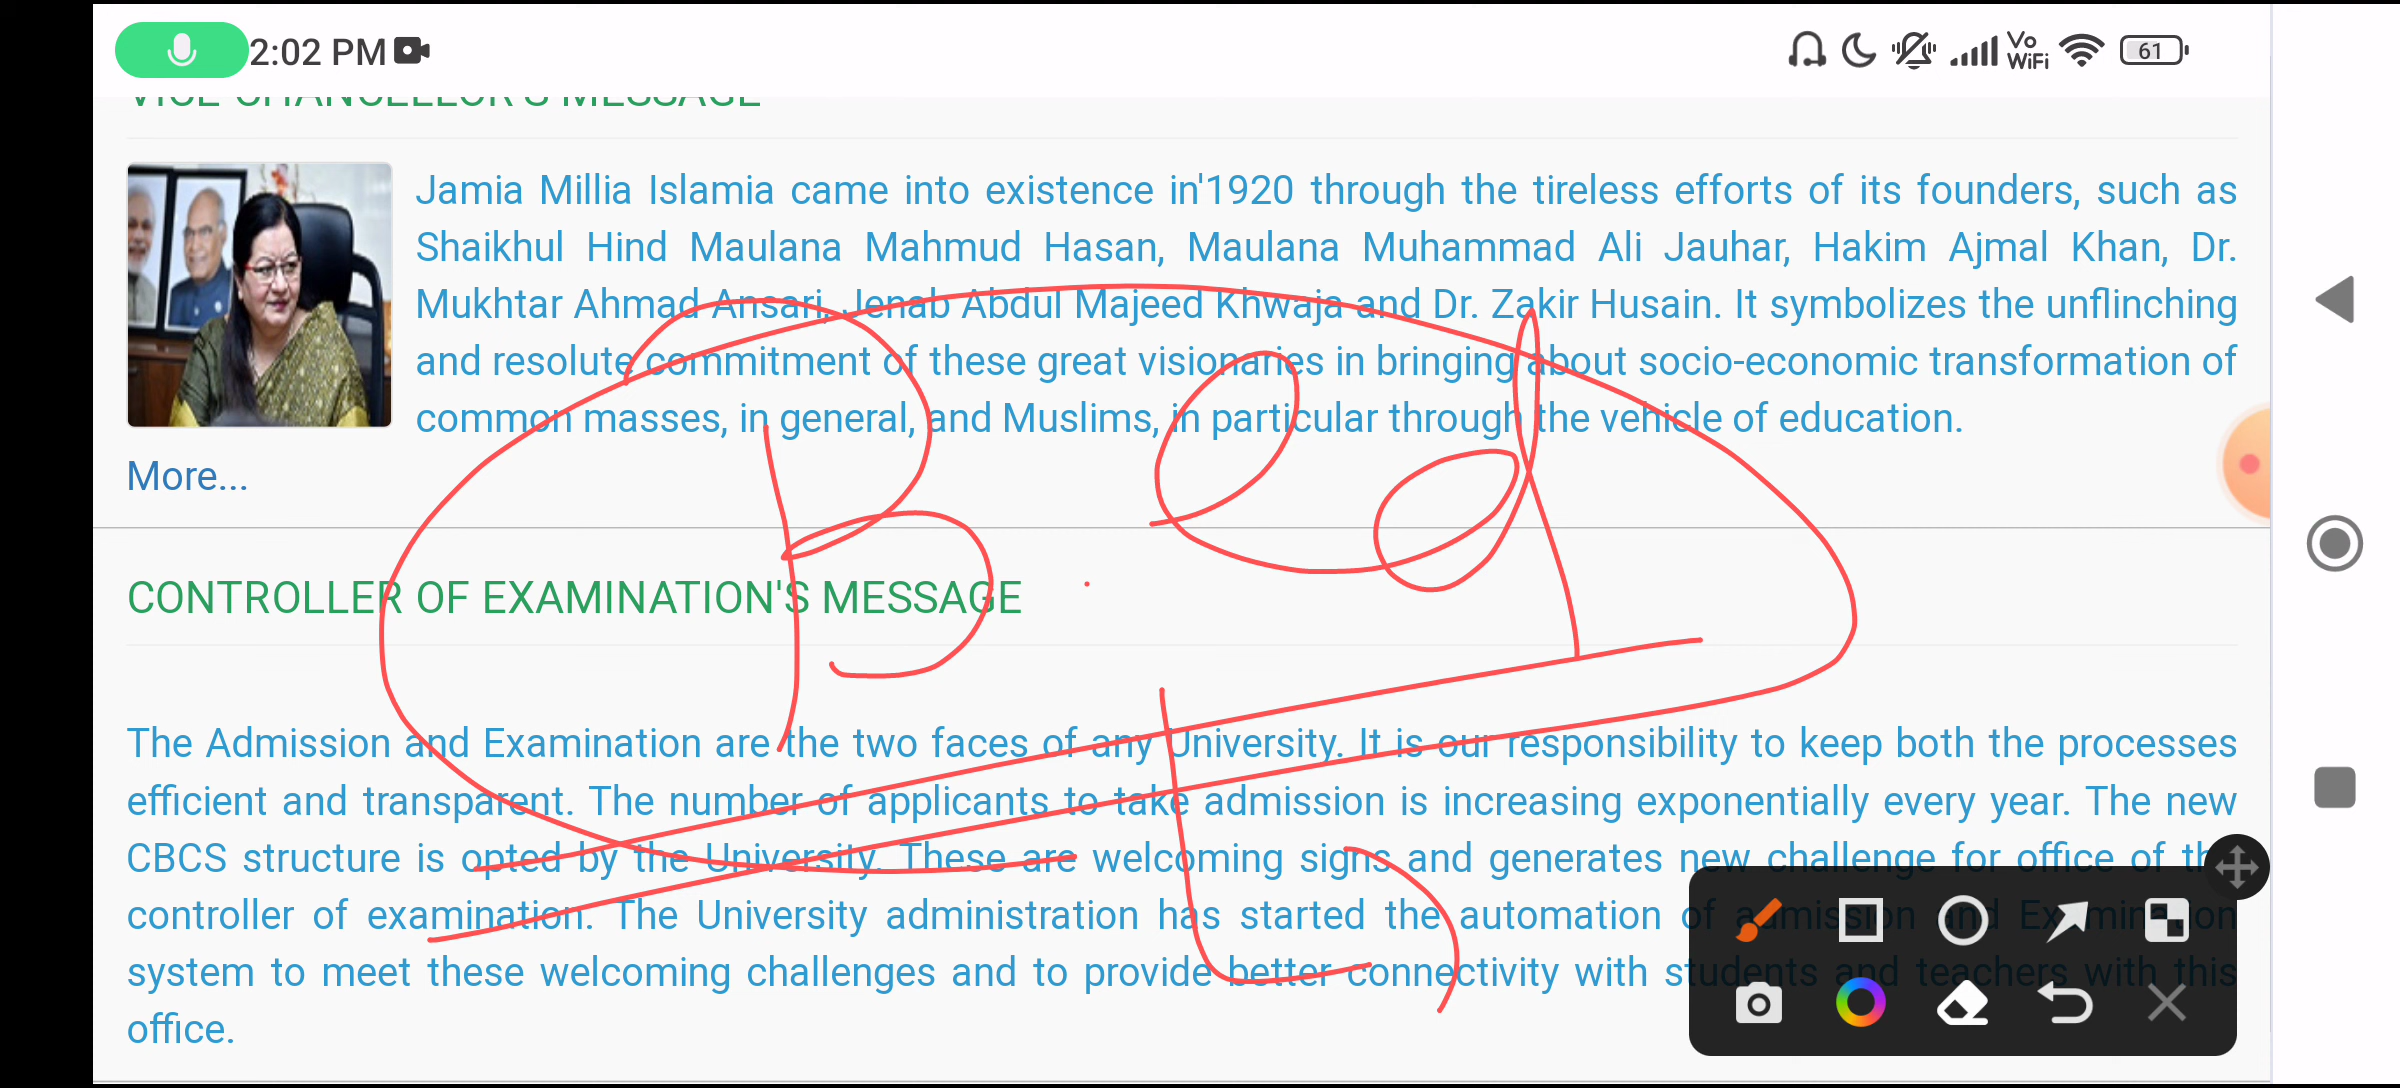 2:02 PM
Vo
WiFi
61
VICE CHANCELLOR'S MESSAGE
Jamia Millia Islamia came into existence in'1920 through the tireless efforts of its founders, such as
Shaikhul Hind Maulana Mahmud Hasan, Maulana Muhammad Ali Jauhar, Hakim Ajmal Khan, Dr.
Mukhtar Ahmad Ansari, Jenab Abdul Majeed Khwaja and Dr. Zakir Husain. It symbolizes the unflinching
and resolute commitment of these great visionaries in bringing about socio-economic transformation of
common masses, in general, and Muslims, in particular through the vehicle of education.
More...
B.ed
CONTROLLER OF EXAMINATION'S MESSAGE
The Admission and Examination are the two faces of any University. It is our responsibility to keep both the processes
efficient and transparent. The number of applicants to take admission is increasing exponentially every year. The new
CBCS structure is opted by the University. These are welcoming signs and generates new challenge for office of the
controller of examination. The University administration has started the automation of admission and Examination
system to meet these welcoming challenges and to provide better connectivity with students and teachers with this
office.